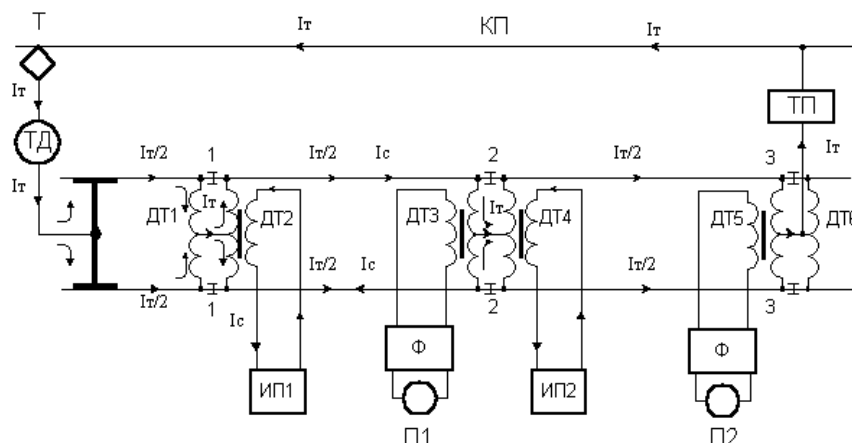 Т Iт КП Iт
Iт ТП
ТД
Iт/2 1 Iт/2 Iс 2 Iт/2 3 Iт
Iт
ДТ1 Iт ДТ2 ДТ3 Iт ДТ4 ДТ5 ДТ6
Iт/2 1 Iт/2 Iс 2 Iт/2 3
Iс
Ф Ф
ИП1 ИП2
П1 П2